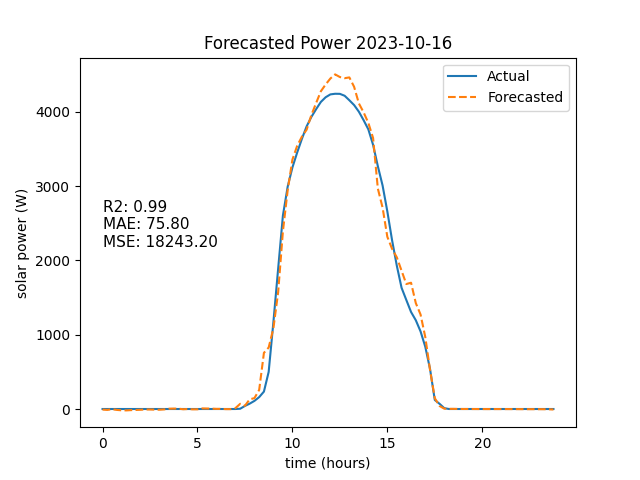 Forecasted Power 2023-10-16
Actual
Forecasted
R2: 0.99
MAE: 75.80
MSE: 18243.20
solar power (W)
4000
3000
2000
1000
0
0 5 10 15 20
time (hours)